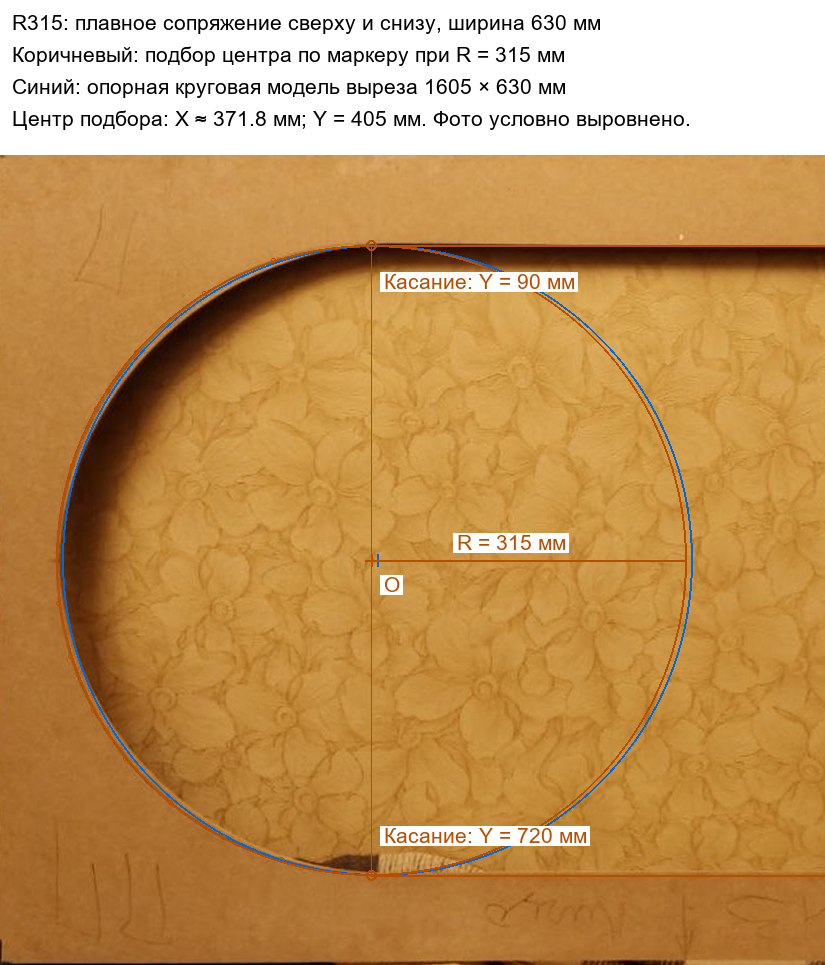 R315: плавное сопряжение сверху и снизу, ширина 630 мм
Коричневый: подбор центра по маркеру при R = 315 мм
Синий: опорная круговая модель выреза 1605 × 630 мм
Центр подбора: X ≈ 371.8 мм; Y = 405 мм. Фото условно выровнено.
Касание: Y = 90 мм
R = 315 мм
O
Касание: Y = 720 мм